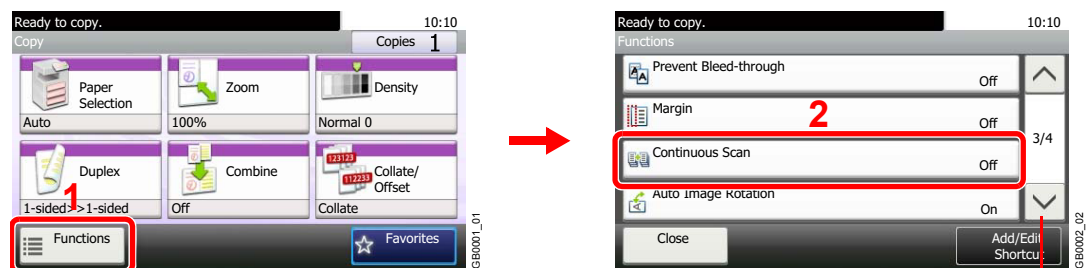 Ready to copy.
10:10
Copy
Copies 1
Paper
Selection
Auto
Zoom
100%
Density
Normal 0
Duplex
1-sided>>1-sided
1
Combine
Off
123123
112233
Collate/
Offset
Collate
Functions
Favorites
GB0001_01
Ready to copy.
10:10
Functions
Prevent Bleed-through
Off
Margin
Off
2
Continuous Scan
Off
3/4
Auto Image Rotation
On
Close
Add/Edit
Shortcut
GB0002_02